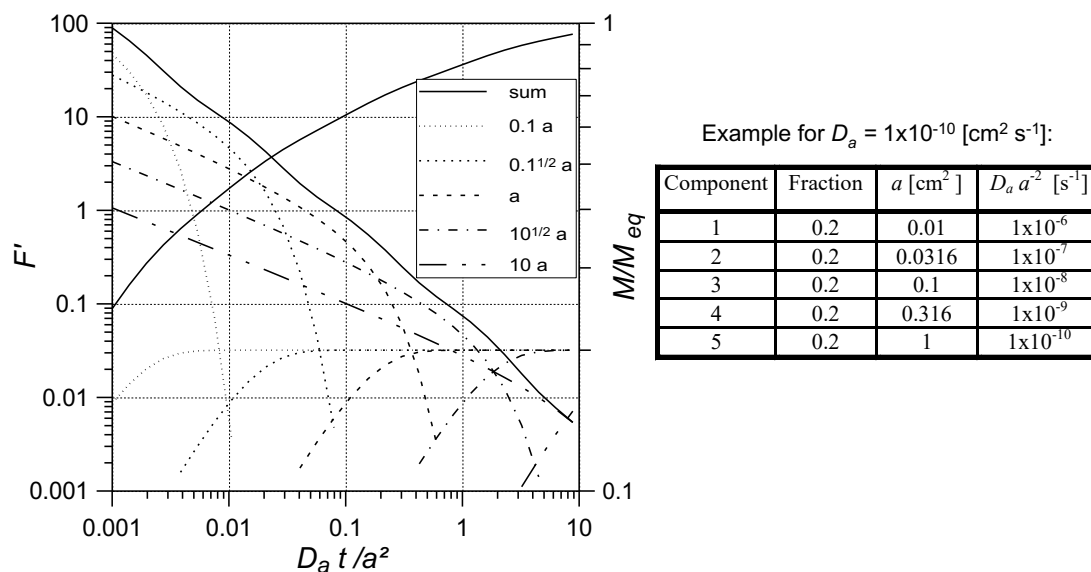 100
10
1
0.1
0.01
0.001
F'
0.001
0.01
0.1
1
10
D_a t /a²
1
0.1
M/M_eq
sum
0.1 a
0.1^1/2 a
a
10^1/2 a
10 a
Example for D_a = 1x10^-10 [cm² s^-1]:
Component Fraction a [cm²] D_a a^-2 [s^-1]
1 0.2 0.01 1x10^-6
2 0.2 0.0316 1x10^-7
3 0.2 0.1 1x10^-8
4 0.2 0.316 1x10^-9
5 0.2 1 1x10^-10